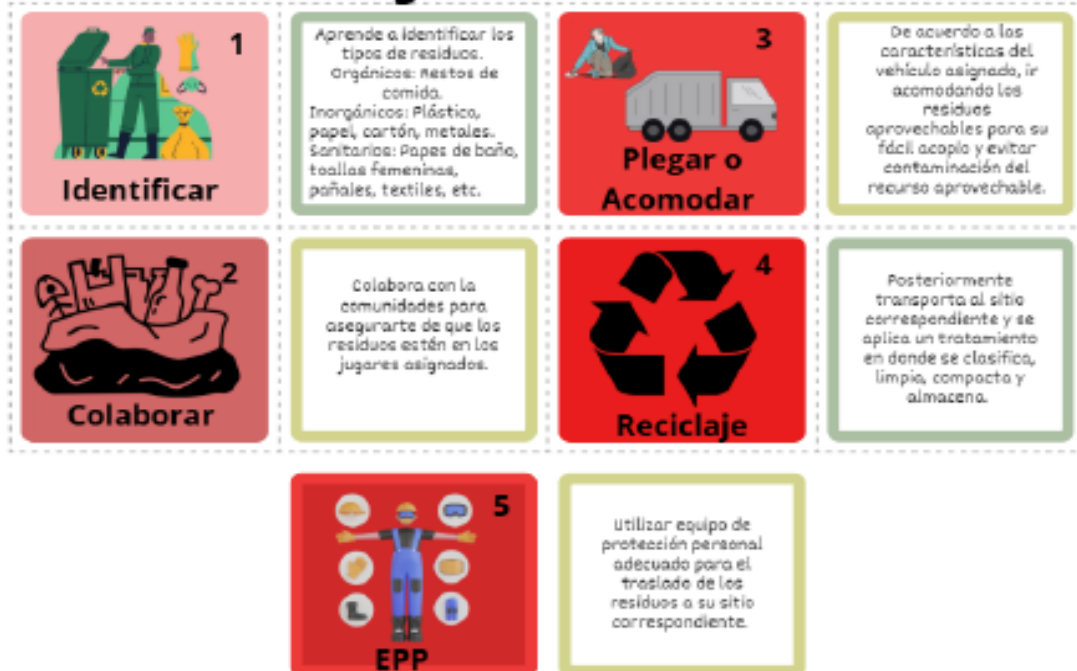 1
Identificar
Aprende a identificar los
tipos de residuos.
Orgánicos: Restos de
comida.
Inorgánicos: Plástico,
papel, cartón, metales.
Sanitarios: Papes de baño,
toallas femeninas,
pañales, textiles, etc.
2
Colaborar
Colabora con la
comunidades para
asegurarte de que los
residuos estén en los
jugares asignados.
3
Plegar o
Acomodar
De acuerdo a las
características del
vehículo asignado, ir
acomodando los
residuos
aprovechables para su
fácil acopio y evitar
contaminación del
recurso aprovechable.
4
Reciclaje
Posteriormente
transporta al sitio
correspondiente y se
aplica un tratamiento
en donde se clasifica,
limpia, compacta y
almacena.
5
EPP
Utilizar equipo de
protección personal
adecuado para el
traslado de los
residuos a su sitio
correspondiente.